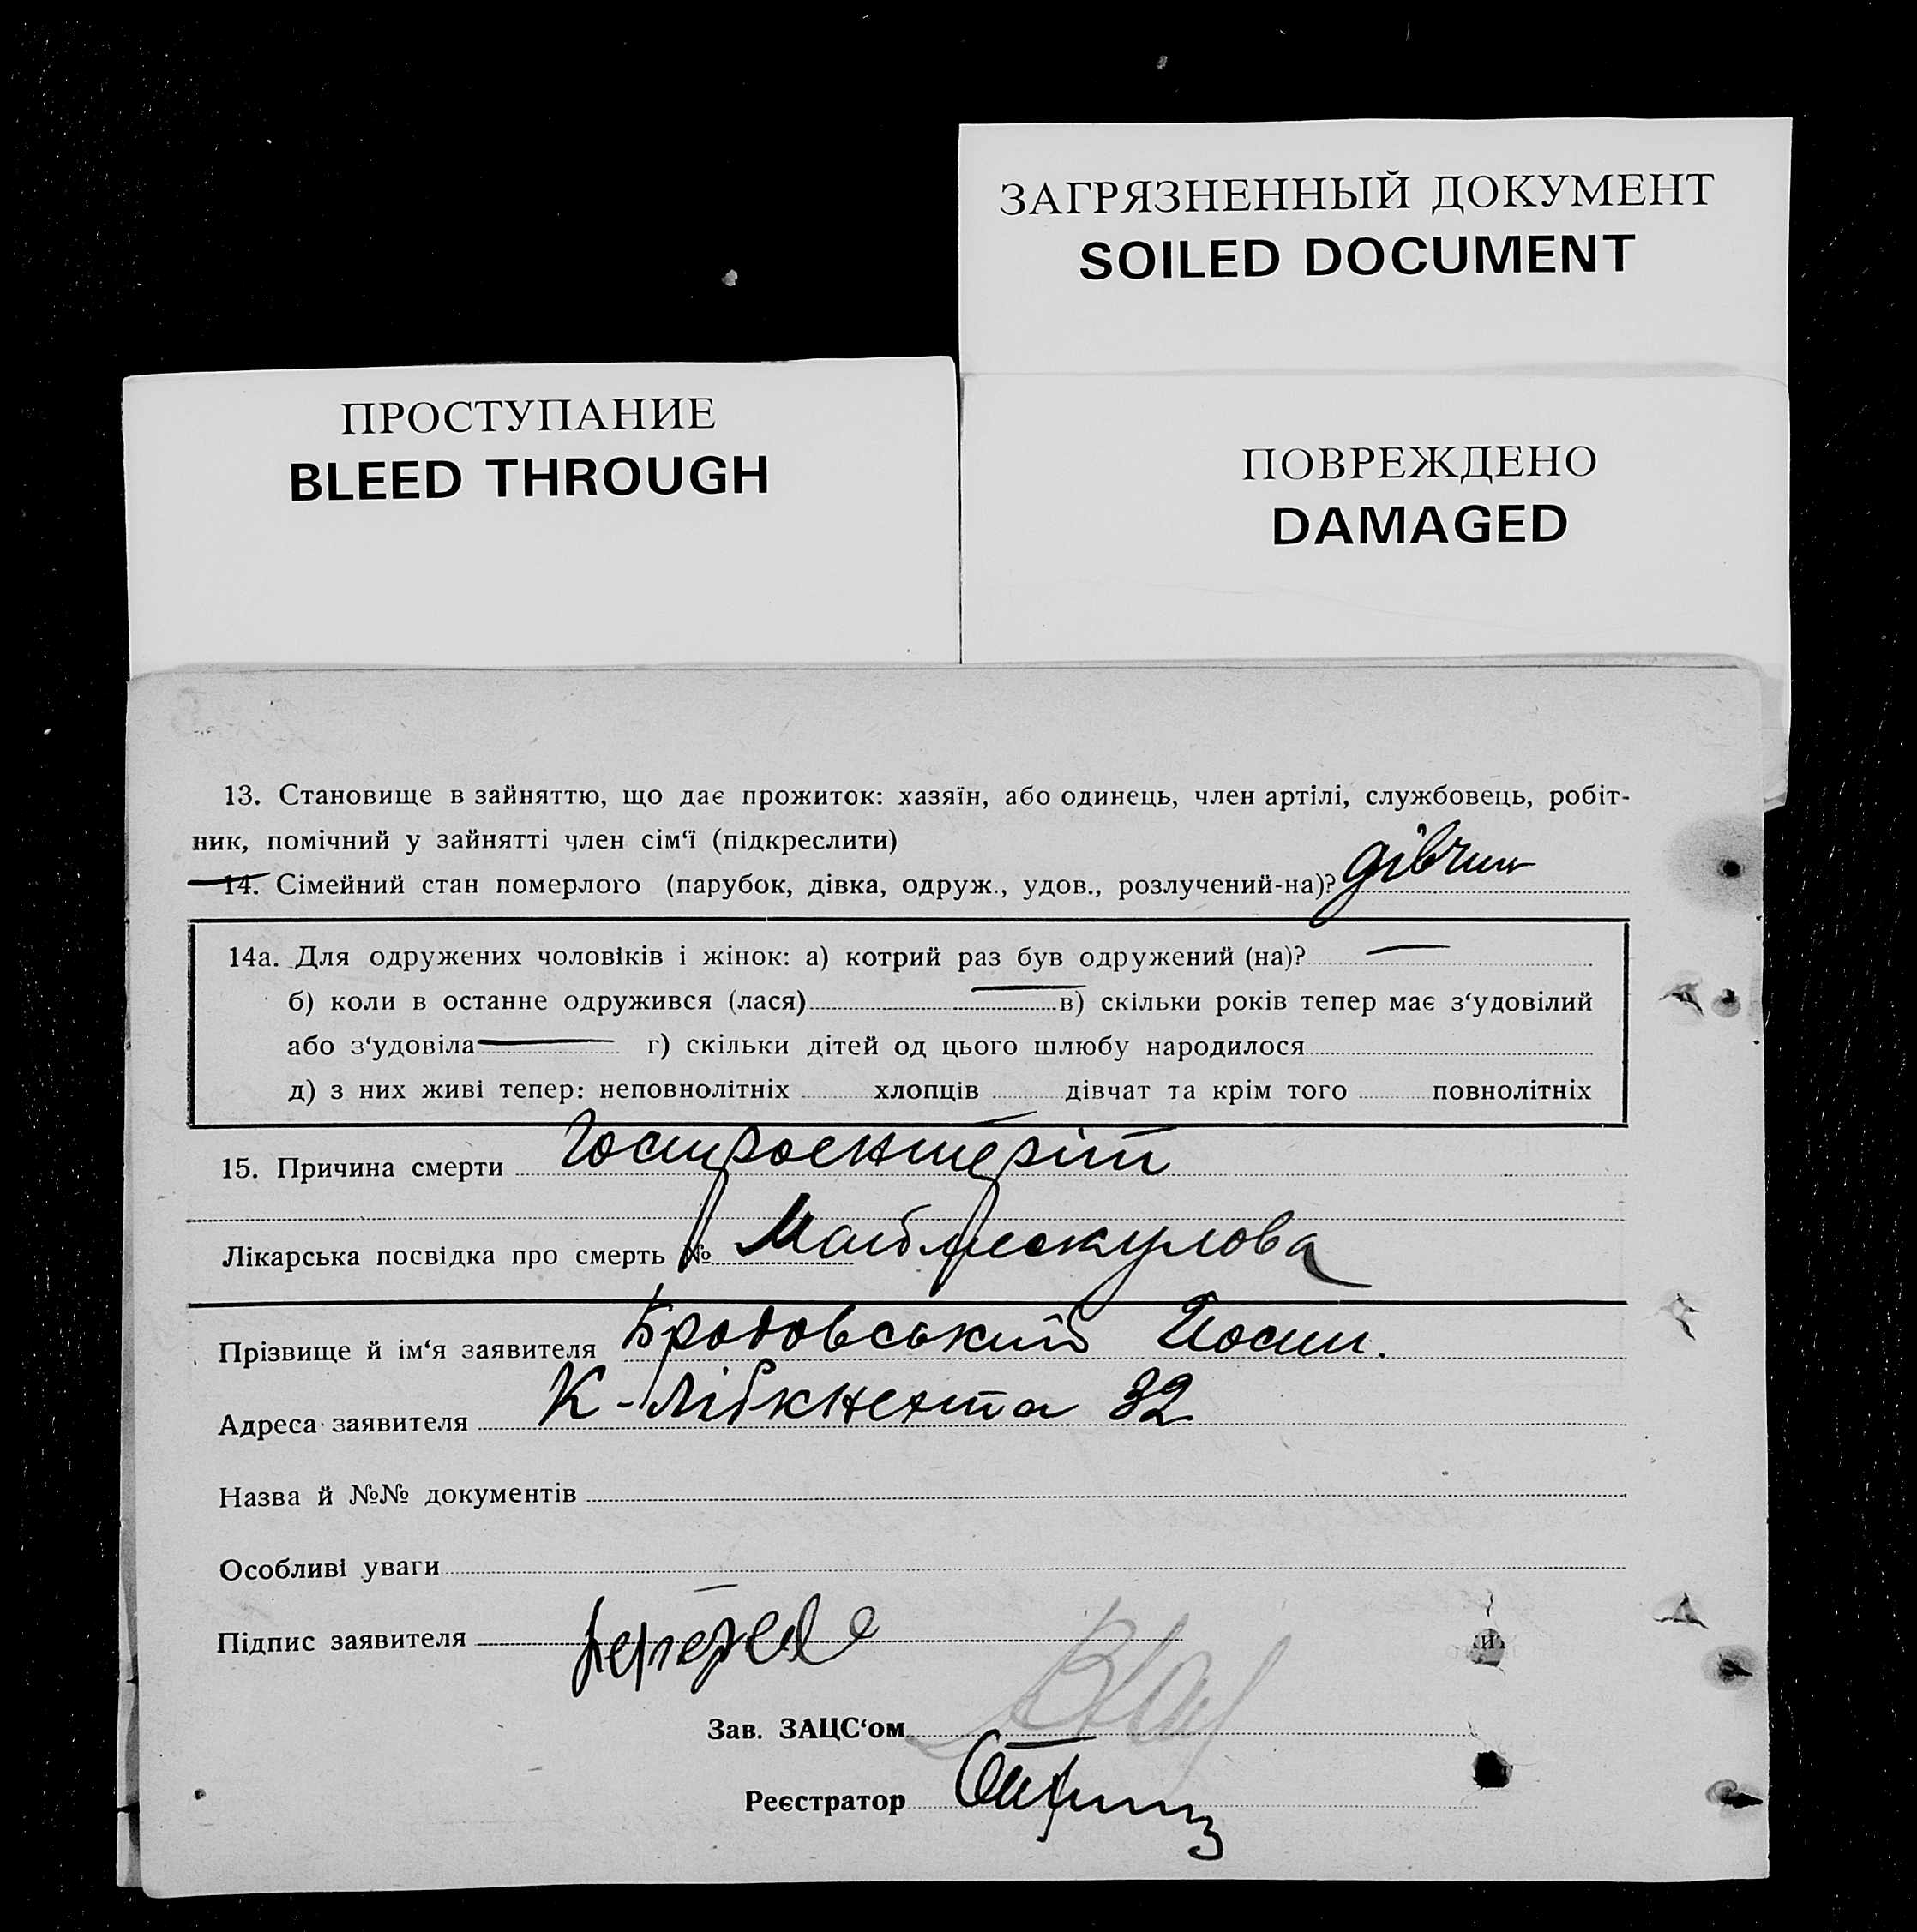 ЗАГРЯЗНЕННЫЙ ДОКУМЕНТ
SOILED DOCUMENT
ПРОСТУПАНИЕ
BLEED THROUGH
ПОВРЕЖДЕНО
DAMAGED
13. Становище в зайняттю, що дає прожиток: хазяїн, або одинець, член артілі, службовець, робіт-
ник, помічний у зайнятті член сім‘ї (підкреслити)
14. Сімейний стан померлого (парубок, дівка, одруж., удов., розлучений-на)? дівчин
14а. Для одружених чоловіків і жінок: а) котрий раз був одружений (на)? —
б) коли в останне одружився (лася) — в) скільки років тепер має з‘удовілий
або з‘удовіла — г) скільки дітей од цього шлюбу народилося
д) з них живі тепер: неповнолітніх хлопців дівчат та крім того повнолітніх
15. Причина смерти Гастроентеріт
Лікарська посвідка про смерть №
Прізвище й ім‘я заявителя Бродовський Йосип.
Адреса заявителя К-Лібкнехта 32
Назва й №№ документів
Особливі уваги
Підпис заявителя
Зав. ЗАЦС‘ом
Реєстратор